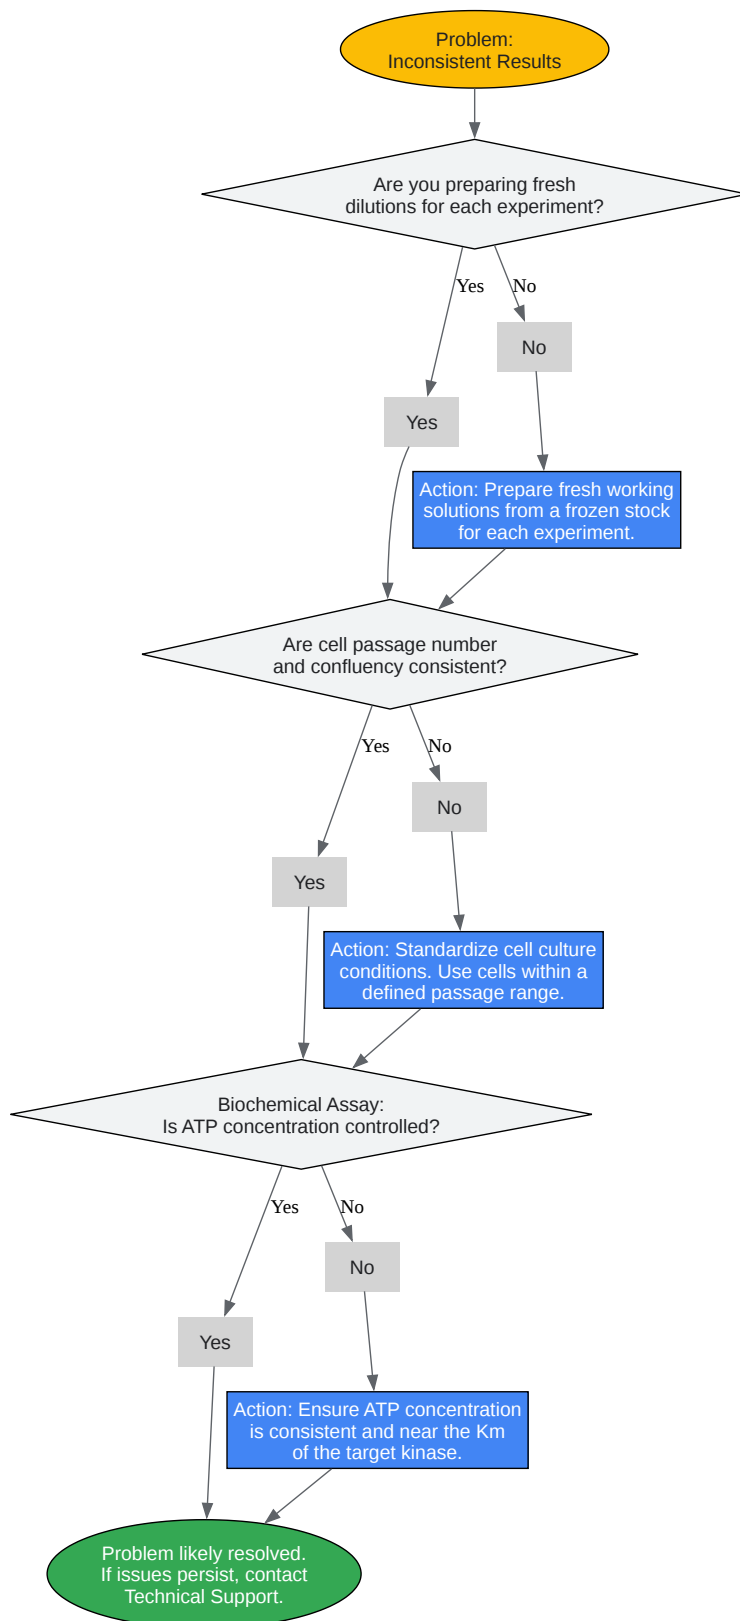 Problem:
Inconsistent Results
Are you preparing fresh
dilutions for each experiment?
Yes
No
No
Yes
Action: Prepare fresh working
solutions from a frozen stock
for each experiment.
Are cell passage number
and confluency consistent?
Yes
No
No
Yes
Action: Standardize cell culture
conditions. Use cells within a
defined passage range.
Biochemical Assay:
Is ATP concentration controlled?
Yes
No
No
Yes
Action: Ensure ATP concentration
is consistent and near the Km
of the target kinase.
Problem likely resolved.
If issues persist, contact
Technical Support.